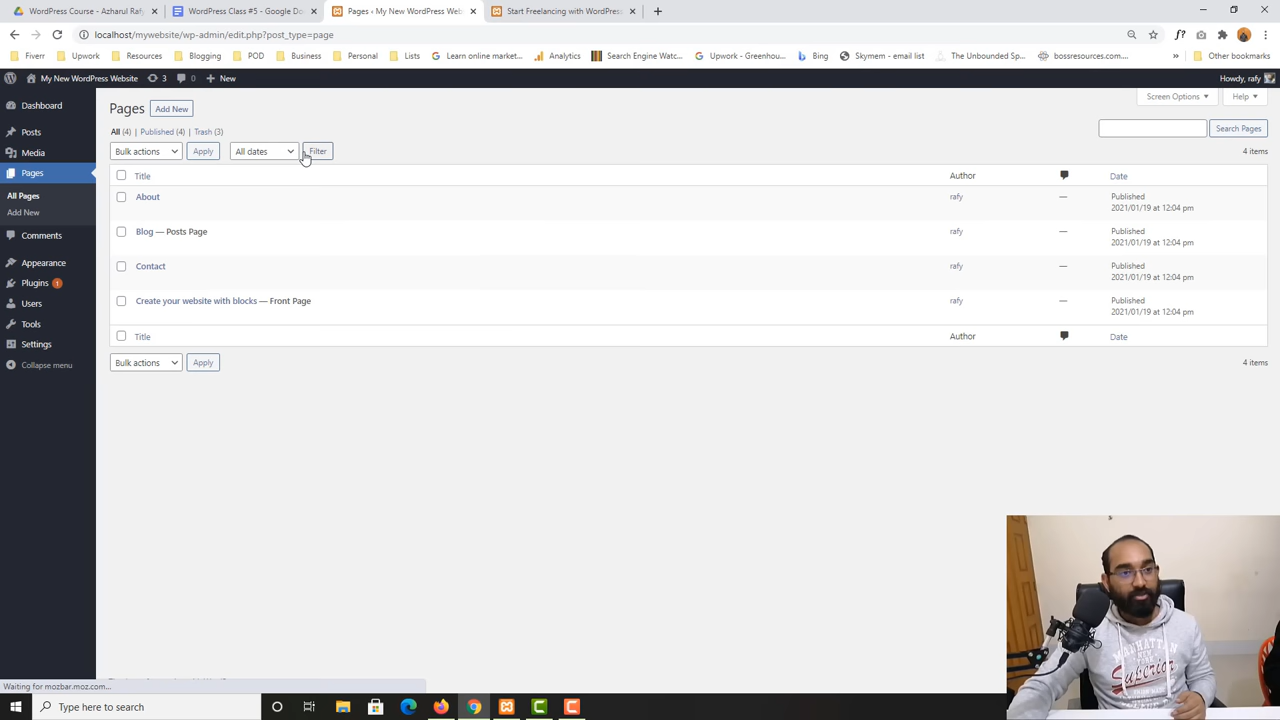 WordPress Course - Azharul Rafy
WordPress Class #5 - Google Do
Pages ‹ My New WordPress Web
Start Freelancing with WordPress
localhost/mywebsite/wp-admin/edit.php?post_type=page
Fiverr
Upwork
Resources
Blogging
POD
Business
Personal
Lists
Learn online market...
Analytics
Search Engine Watc...
Upwork - Greenhou...
Bing
Skymem - email list
The Unbounded Sp...
bossresources.com...
»
Other bookmarks
My New WordPress Website
3
0
New
Howdy, rafy
Dashboard
Posts
Media
Pages
All Pages
Add New
Comments
Appearance
Plugins 1
Users
Tools
Settings
Collapse menu
Pages
Add New
Screen Options
Help
All (4) | Published (4) | Trash (3)
Search Pages
Bulk actions
Apply
All dates
Filter
4 items
Title
Author
Date
About
rafy
—
Published
2021/01/19 at 12:04 pm
Blog — Posts Page
rafy
—
Published
2021/01/19 at 12:04 pm
Contact
rafy
—
Published
2021/01/19 at 12:04 pm
Create your website with blocks — Front Page
rafy
—
Published
2021/01/19 at 12:04 pm
Title
Author
Date
Bulk actions
Apply
4 items
MANHATTAN
Superior
Waiting for mozbar.moz.com...
Type here to search